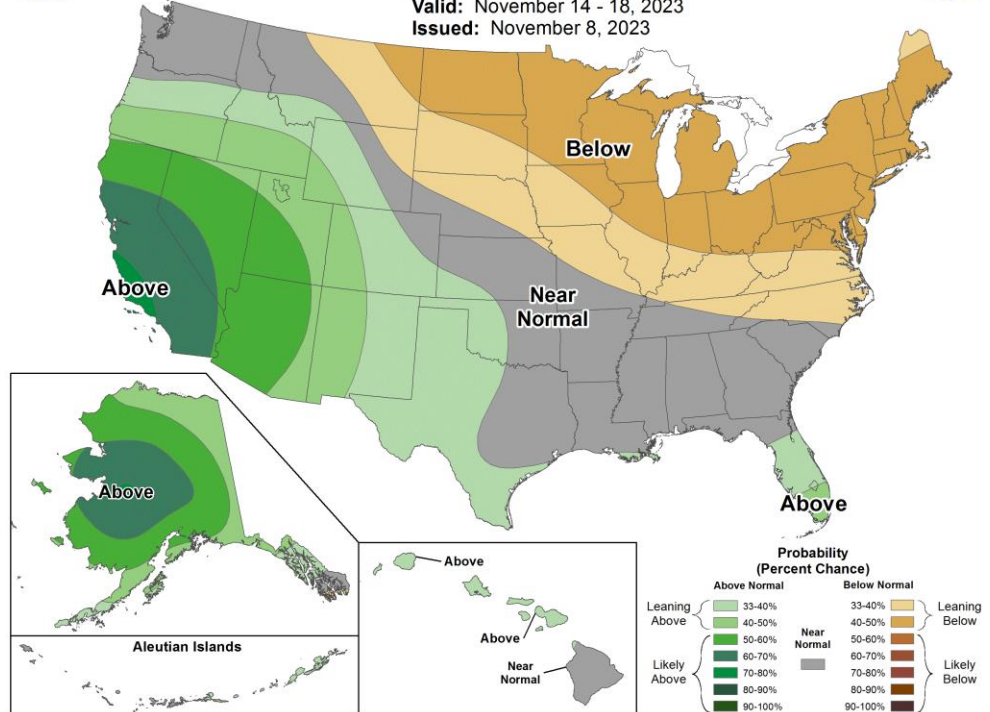 Valid: November 14 - 18, 2023
Issued: November 8, 2023
Below
Above
Near
Normal
Above
Above
Above
Above
Near
Normal
Aleutian Islands
Probability
(Percent Chance)
Above Normal
Below Normal
Leaning
Above
33-40%
40-50%
Likely
Above
50-60%
60-70%
70-80%
80-90%
90-100%
Near
Normal
33-40%
40-50%
Leaning
Below
50-60%
60-70%
70-80%
80-90%
90-100%
Likely
Below